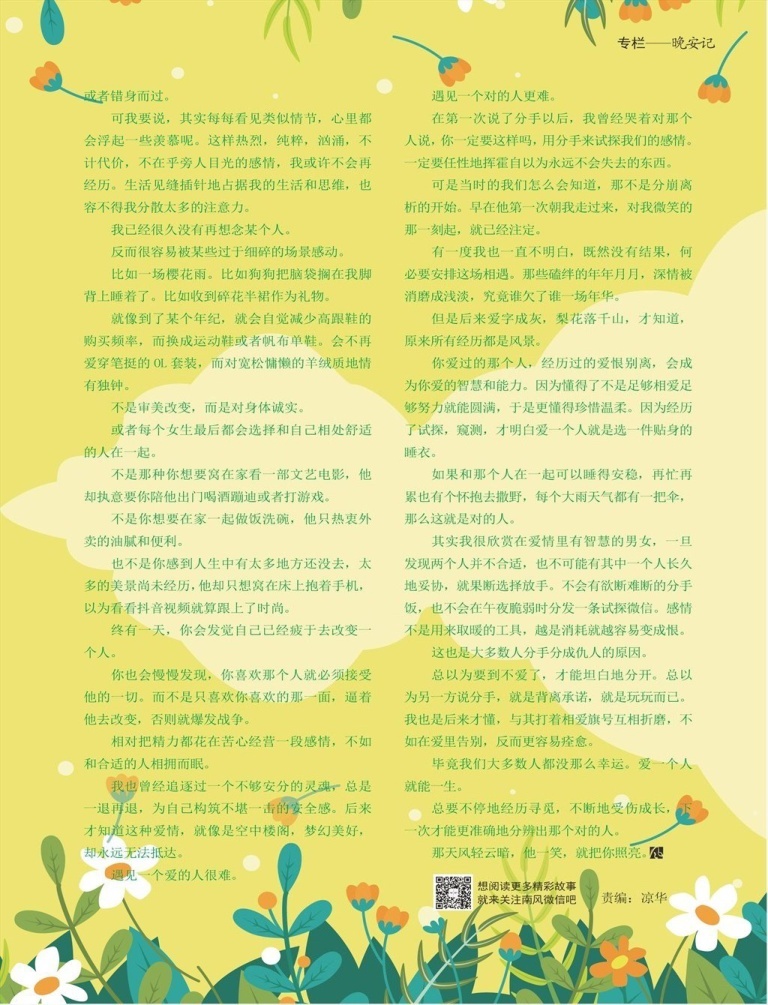 专栏——晚安记
或者错身而过。
可我要说，其实每每看见类似情节，心里都
会浮起一些羡慕呢。这样热烈，纯粹，汹涌，不
计代价，不在乎旁人目光的感情，我或许不会再
经历。生活见缝插针地占据我的生活和思维，也
容不得我分散太多的注意力。
我已经很久没有再想念某个人。
反而很容易被某些过于细碎的场景感动。
比如一场樱花雨。比如狗狗把脑袋搁在我脚
背上睡着了。比如收到碎花半裙作为礼物。
就像到了某个年纪，就会自觉减少高跟鞋的
购买频率，而换成运动鞋或者帆布单鞋。会不再
爱穿笔挺的 OL 套装，而对宽松慵懒的羊绒质地情
有独钟。
不是审美改变，而是对身体诚实。
或者每个女生最后都会选择和自己相处舒适
的人在一起。
不是那种你想要窝在家看一部文艺电影，他
却执意要你陪他出门喝酒蹦迪或者打游戏。
不是你想要在家一起做饭洗碗，他只热衷外
卖的油腻和便利。
也不是你感到人生中有太多地方还没去，太
多的美景尚未经历，他却只想窝在床上抱着手机，
以为看看抖音视频就算跟上了时尚。
终有一天，你会发觉自己已经疲于去改变一
个人。
你也会慢慢发现，你喜欢那个人就必须接受
他的一切。而不是只喜欢你喜欢的那一面，逼着
他去改变，否则就爆发战争。
相对把精力都花在苦心经营一段感情，不如
和合适的人相拥而眠。
我也曾经追逐过一个不够安分的灵魂，总是
一退再退，为自己构筑不堪一击的安全感。后来
才知道这种爱情，就像是空中楼阁，梦幻美好，
却永远无法抵达。
遇见一个爱的人很难。
遇见一个对的人更难。
在第一次说了分手以后，我曾经哭着对那个
人说，你一定要这样吗，用分手来试探我们的感情。
一定要任性地挥霍自以为永远不会失去的东西。
可是当时的我们怎么会知道，那不是分崩离
析的开始。早在他第一次朝我走过来，对我微笑的
那一刻起，就已经注定。
有一度我也一直不明白，既然没有结果，何
必要安排这场相遇。那些磕绊的年年月月，深情被
消磨成浅淡，究竟谁欠了谁一场年华。
但是后来爱字成灰，梨花落千山，才知道，
原来所有经历都是风景。
你爱过的那个人，经历过的爱恨别离，会成
为你爱的智慧和能力。因为懂得了不是足够相爱足
够努力就能圆满，于是更懂得珍惜温柔。因为经历
了试探，窥测，才明白爱一个人就是选一件贴身的
睡衣。
如果和那个人在一起可以睡得安稳，再忙再
累也有个怀抱去撒野，每个大雨天气都有一把伞，
那么这就是对的人。
其实我很欣赏在爱情里有智慧的男女，一旦
发现两个人并不合适，也不可能有其中一个人长久
地妥协，就果断选择放手。不会有欲断难断的分手
饭，也不会在午夜脆弱时分发一条试探微信。感情
不是用来取暖的工具，越是消耗就越容易变成恨。
这也是大多数人分手分成仇人的原因。
总以为要到不爱了，才能坦白地分开。总以
为另一方说分手，就是背离承诺，就是玩玩而已。
我也是后来才懂，与其打着相爱旗号互相折磨，不
如在爱里告别，反而更容易痊愈。
毕竟我们大多数人都没那么幸运。爱一个人
就能一生。
总要不停地经历寻觅，不断地受伤成长，下
一次才能更准确地分辨出那个对的人。
那天风轻云暗，他一笑，就把你照亮。
想阅读更多精彩故事
就来关注南风微信吧
责编：凉华